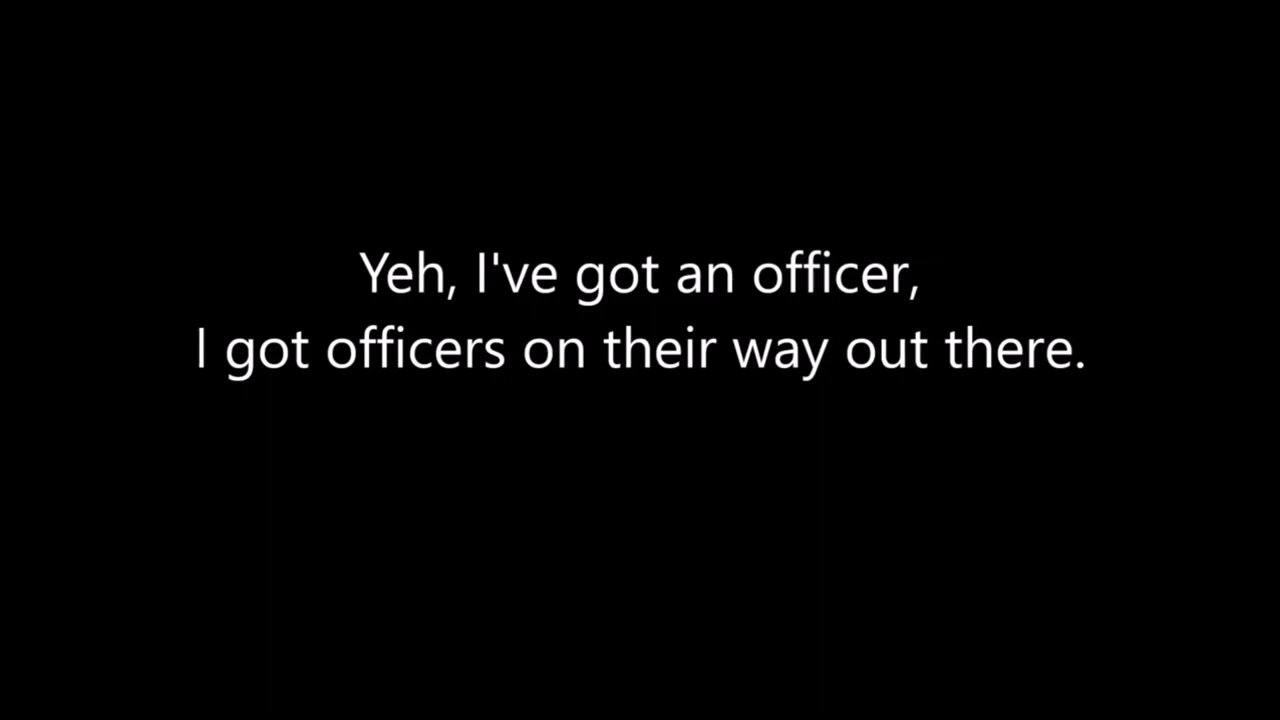 Yeh, I've got an officer,
I got officers on their way out there.